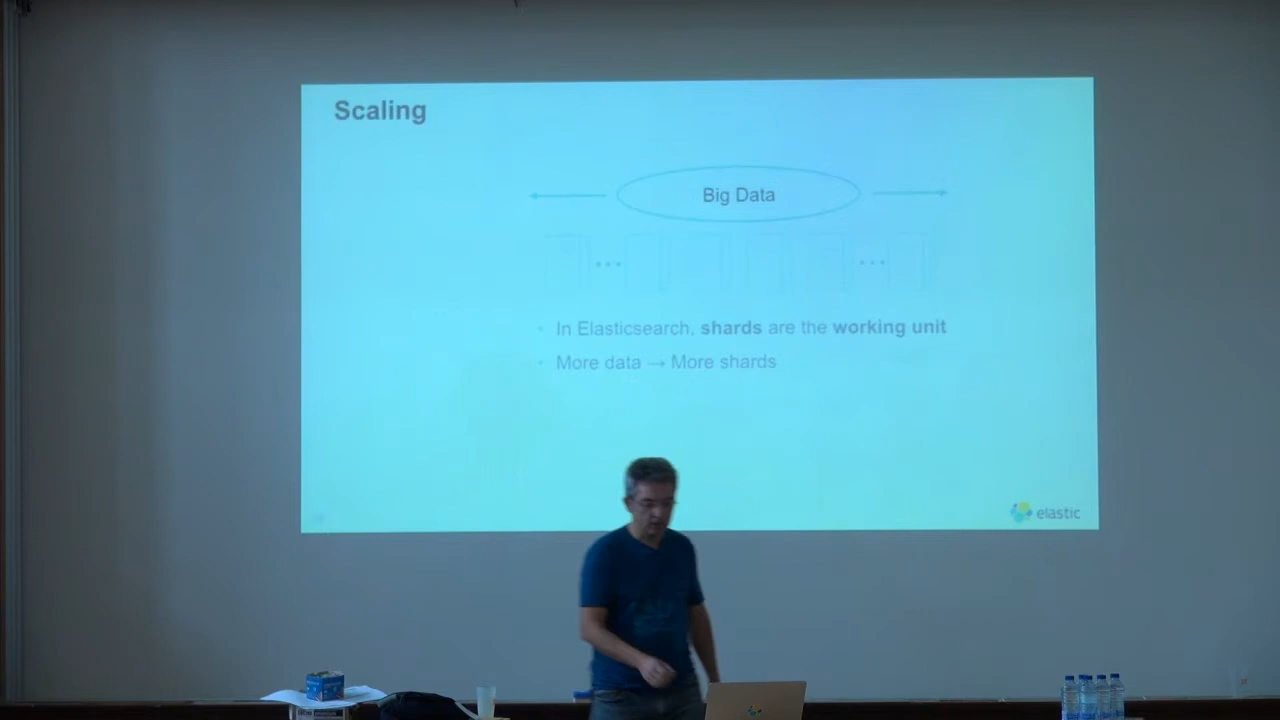 Scaling
Big Data
... ...
• In Elasticsearch, shards are the working unit
• More data → More shards
elastic